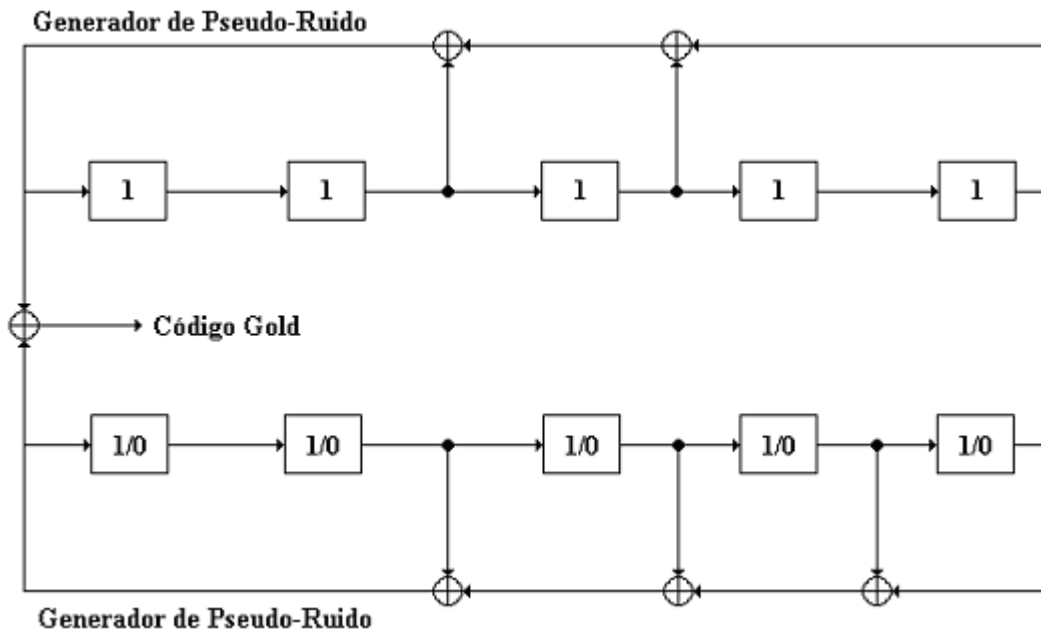 Generador de Pseudo-Ruido
1 1 1 1 1
Código Gold
1/0 1/0 1/0 1/0 1/0
Generador de Pseudo-Ruido